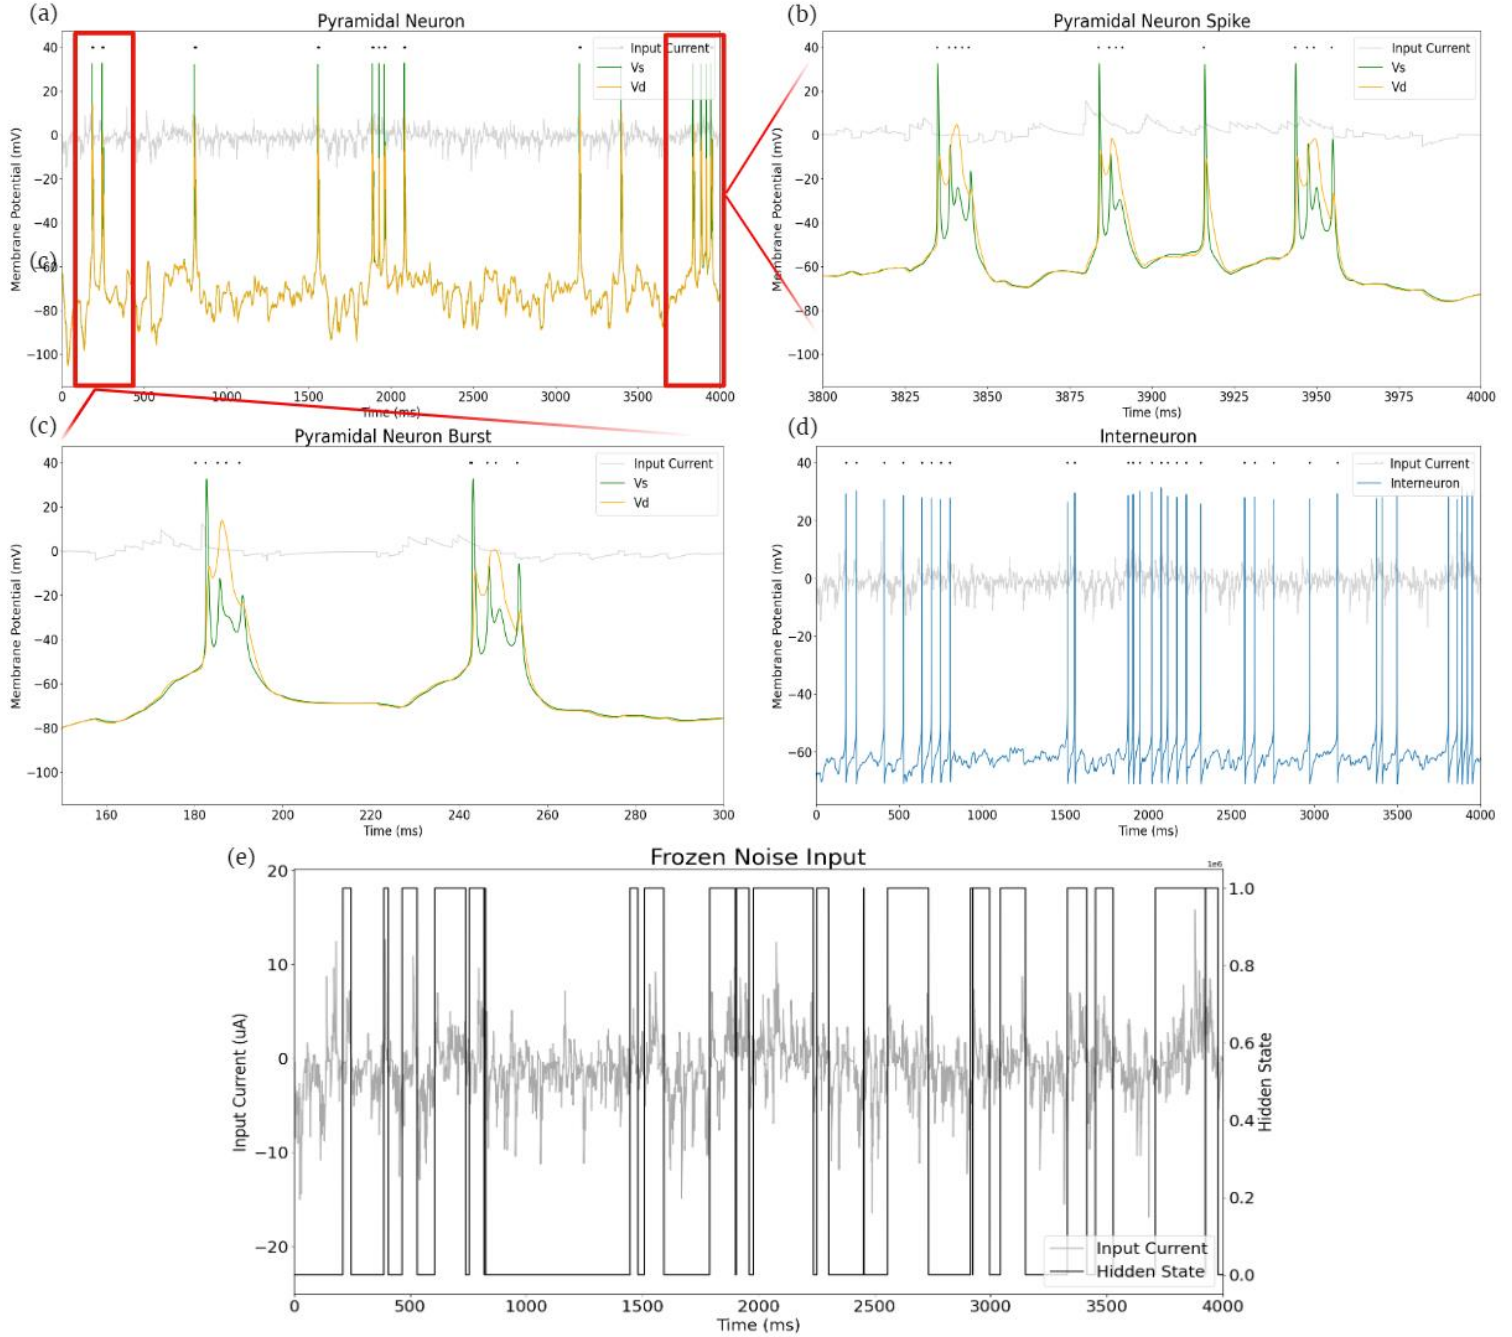 (a)
Pyramidal Neuron
40
20
0
−20
−40
−60
−80
−100
Membrane Potential (mV)
(c)
Input Current
Vs
Vd
0
500
1000
1500
2000
2500
3000
3500
4000
Time (ms)
(b)
Pyramidal Neuron Spike
40
20
0
−20
−40
−60
−80
−100
Membrane Potential (mV)
Input Current
Vs
Vd
3800
3825
3850
3875
3900
3925
3950
3975
4000
Time (ms)
(c)
Pyramidal Neuron Burst
40
20
0
−20
−40
−60
−80
−100
Membrane Potential (mV)
Input Current
Vs
Vd
160
180
200
220
240
260
280
300
Time (ms)
(d)
Interneuron
40
20
0
−20
−40
−60
Membrane Potential (mV)
Input Current
Interneuron
0
500
1000
1500
2000
2500
3000
3500
4000
Time (ms)
(e)
Frozen Noise Input
1e6
20
10
0
−10
−20
Input Current (uA)
1.0
0.8
0.6
0.4
0.2
0.0
Hidden State
Input Current
Hidden State
0
500
1000
1500
2000
2500
3000
3500
4000
Time (ms)